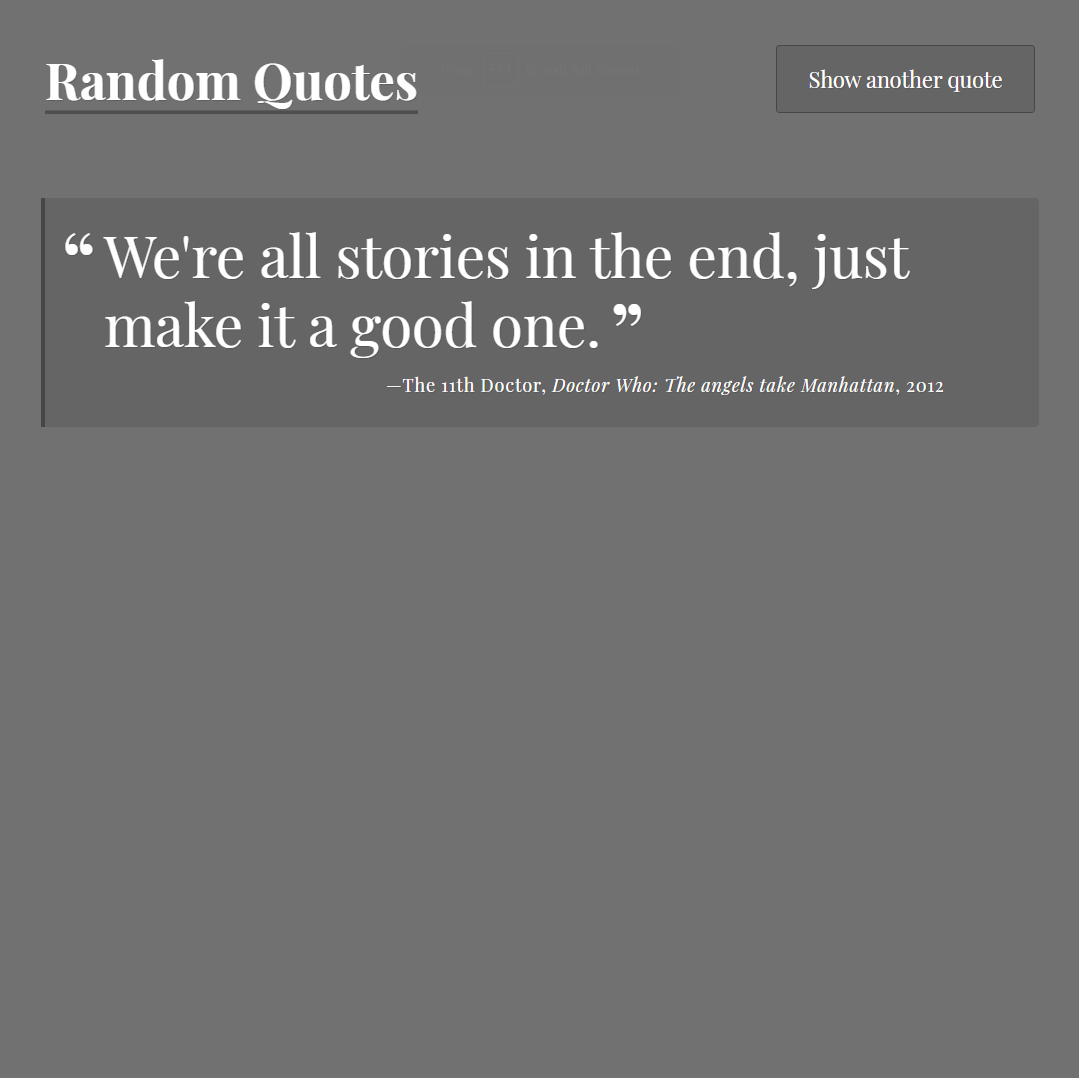 Random Quotes
Show another quote
“ We're all stories in the end, just
make it a good one. ”
—The 11th Doctor, Doctor Who: The angels take Manhattan, 2012